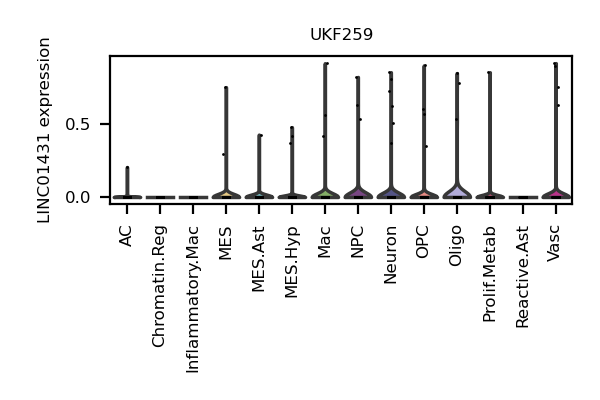 UKF259
LINC01431 expression
0.5
0.0
AC
Chromatin.Reg
Inflammatory.Mac
MES
MES.Ast
MES.Hyp
Mac
NPC
Neuron
OPC
Oligo
Prolif.Metab
Reactive.Ast
Vasc